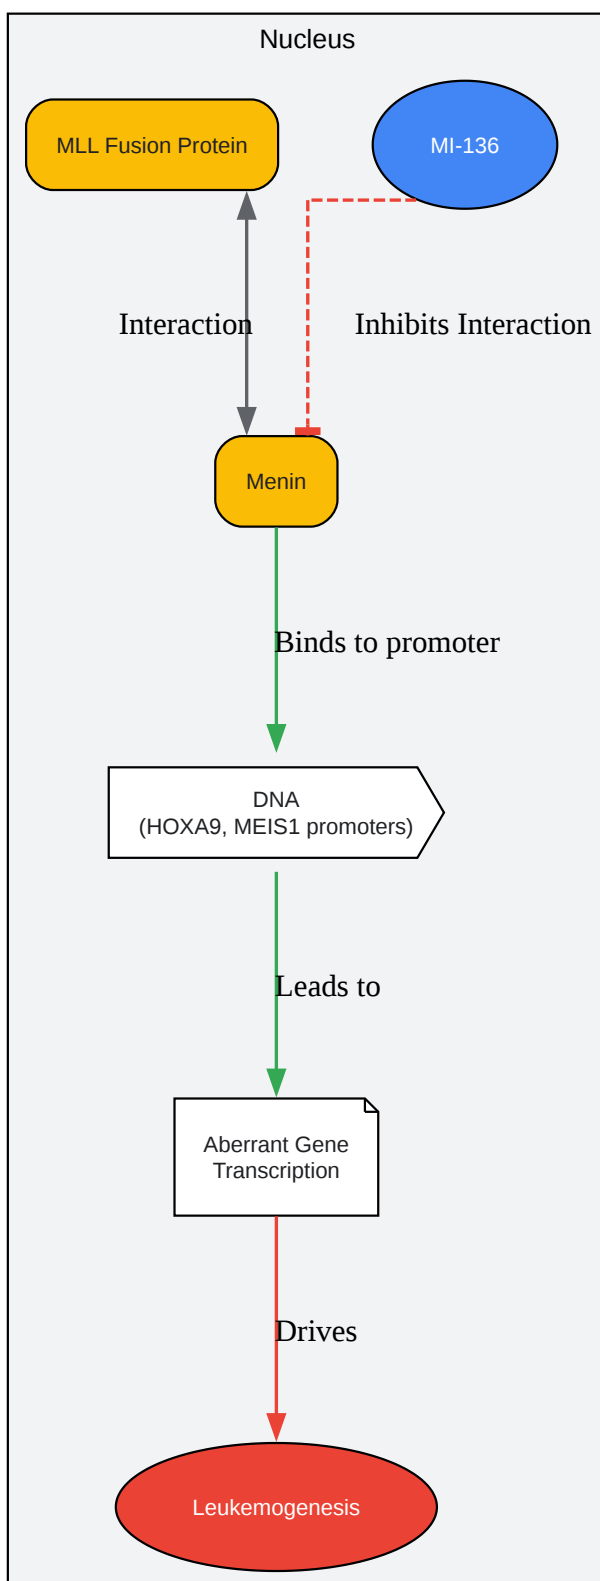 Nucleus
MLL Fusion Protein
MI-136
Interaction
Inhibits Interaction
Menin
Binds to promoter
DNA
(HOXA9, MEIS1 promoters)
Leads to
Aberrant Gene
Transcription
Drives
Leukemogenesis